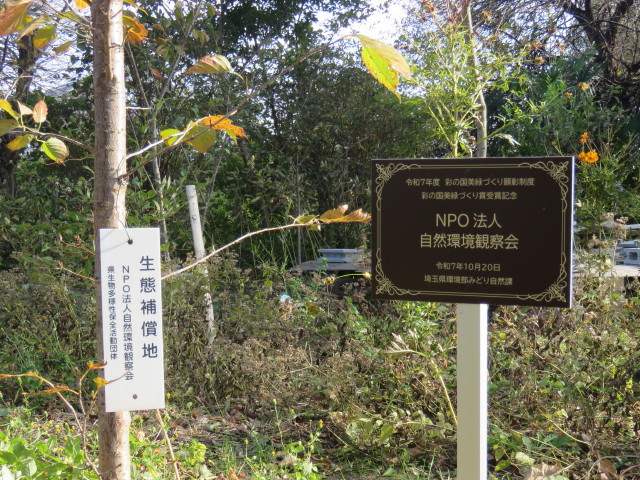 生態補償地
NPO法人自然環境観察会
県生物多様性保全活動団体
令和7年度 彩の国美緑づくり顕彰制度
彩の国美緑づくり賞受賞記念
NPO 法人
自然環境観察会
令和7年10月20日
埼玉県環境部みどり自然課